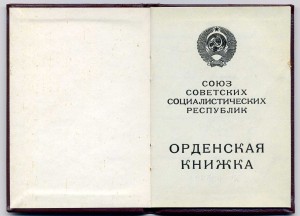 СОЮЗ
СОВЕТСКИХ
СОЦИАЛИСТИЧЕСКИХ
РЕСПУБЛИК
ОРДЕНСКАЯ
КНИЖКА